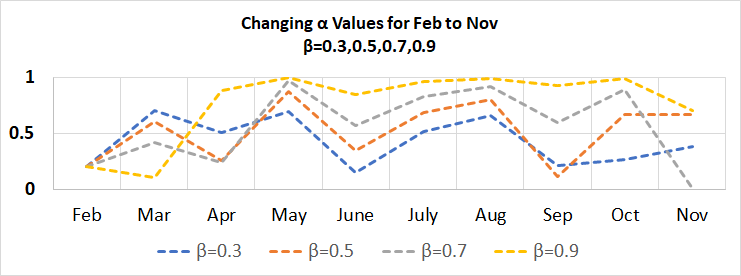 Changing α Values for Feb to Nov
β=0.3,0.5,0.7,0.9
1
0.5
0
Feb Mar Apr May June July Aug Sep Oct Nov
β=0.3 β=0.5 β=0.7 β=0.9